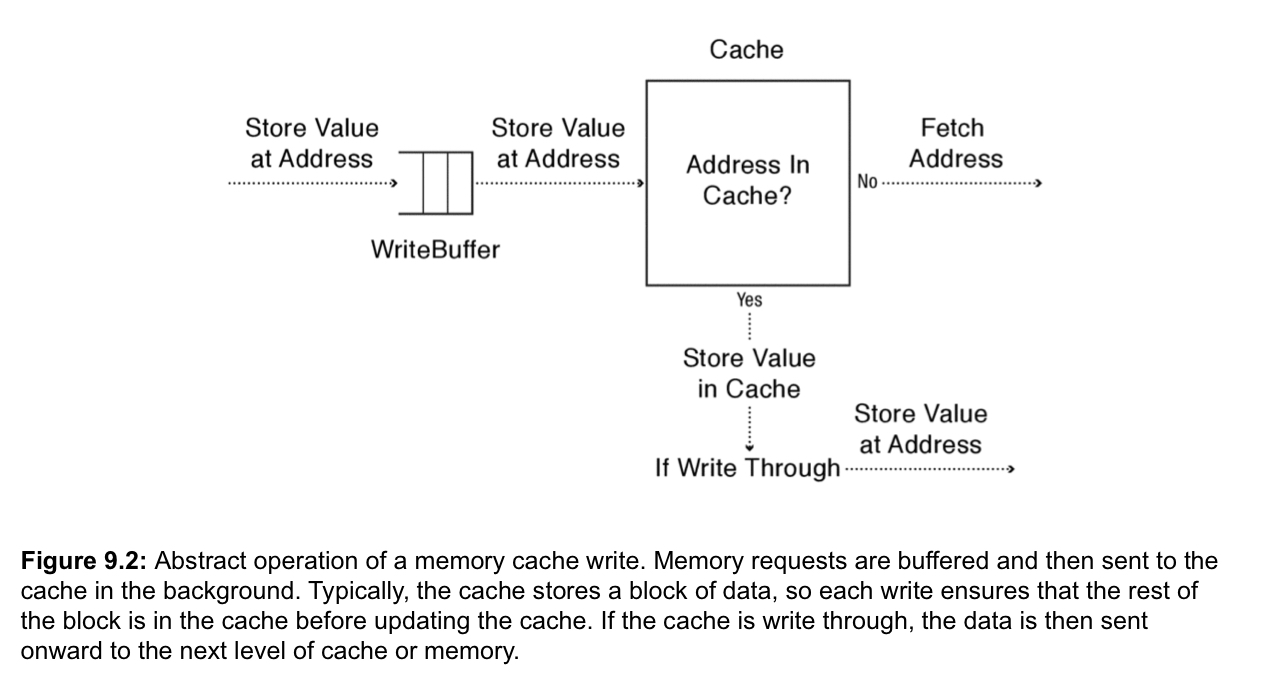 Cache
Store Value
at Address
Store Value
at Address
WriteBuffer
Address In
Cache?
No
Fetch
Address
Yes
Store Value
in Cache
Store Value
at Address
If Write Through
Figure 9.2: Abstract operation of a memory cache write. Memory requests are buffered and then sent to the
cache in the background. Typically, the cache stores a block of data, so each write ensures that the rest of
the block is in the cache before updating the cache. If the cache is write through, the data is then sent
onward to the next level of cache or memory.